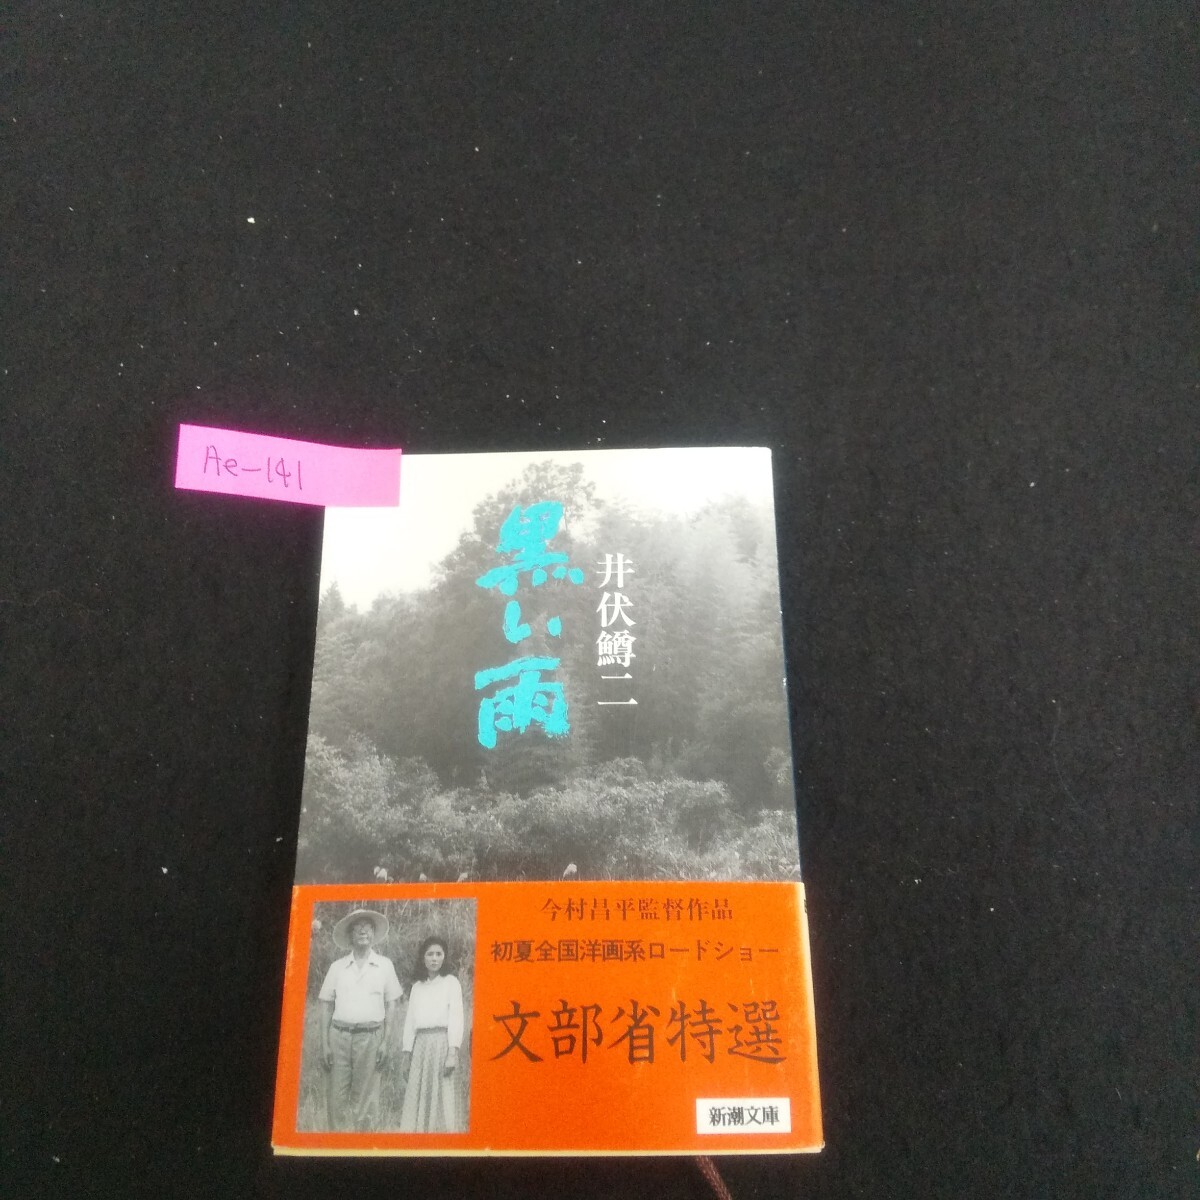 Ae-141
黒い雨
井伏鱒二
今村昌平監督作品
初夏全国洋画系ロードショー
文部省特選
新潮文庫